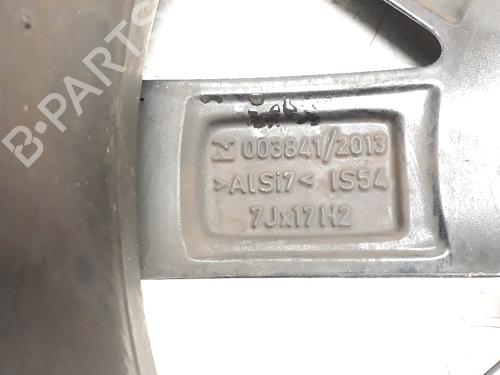 003841/2013
>AlSi7< IS54
7Jx17H2
B-PARTS